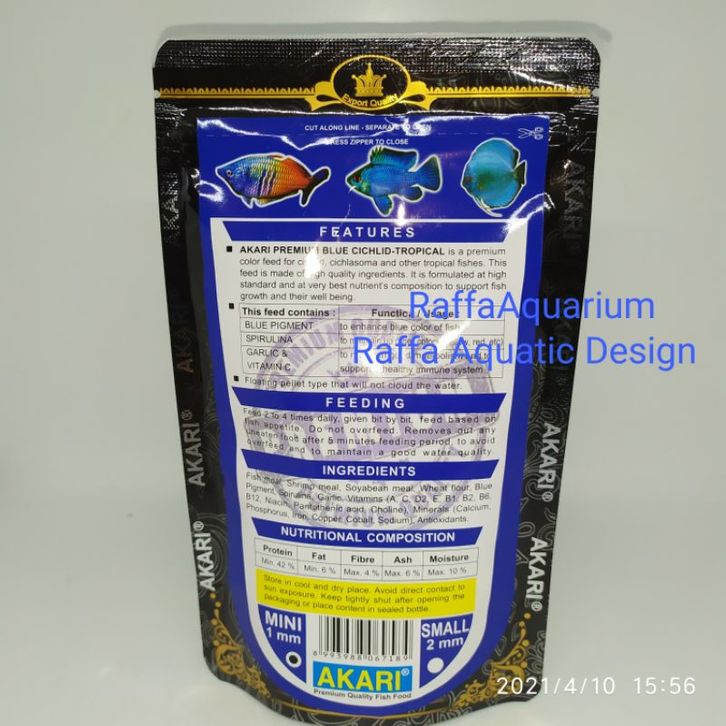 Export Quality
CUT ALONG LINE - SEPARATE TO OPEN
PRESS ZIPPER TO CLOSE
FEATURES
AKARI PREMIUM BLUE CICHLID-TROPICAL is a premium
color feed for cichlid, cichlasoma and other tropical fishes. This
feed is made of high quality ingredients. It is formulated at high
standard and at very best nutrient's composition to support fish
growth and their well being.
RaffaAquarium
This feed contains : Function / Usage :
BLUE PIGMENT to enhance blue color of fish
Raffa Aquatic Design
SPIRULINA to
GARLIC & to
VITAMIN C support healthy immune system
Floating pellet type that will not cloud the water.
FEEDING
Feed 2 to 4 times daily, given bit by bit, feed based on
fish appetite. Do not overfeed. Removes out any
uneaten food after 5 minutes feeding period, to avoid
overfeed and to maintain a good water quality.
INGREDIENTS
Fish meal, Shrimp meal, Soyabean meal, Wheat flour, Blue
Pigment, Spirulina, Garlic, Vitamins (A, C, D2, E, B1, B2, B6,
B12, Niacin, Pantothenic acid, choline), Minerals (Calcium,
Phosphorus, Iron, Copper, Cobalt, Sodium), Antioxidants.
NUTRITIONAL COMPOSITION
Protein Fat Fibre Ash Moisture
Min. 42 % Min. 6 % Max. 4 % Max. 6 % Max. 10 %
Store in cool and dry place. Avoid direct contact to
sun exposure. Keep tightly shut after opening the
packaging or place content in sealed bottle.
MINI
1 mm
SMALL
2 mm
8 993988 067189
AKARI®
Premium Quality Fish Food
AKARI®
AKARI®
AKARI®
AKARI®
AKARI®
2021/4/10 15:56